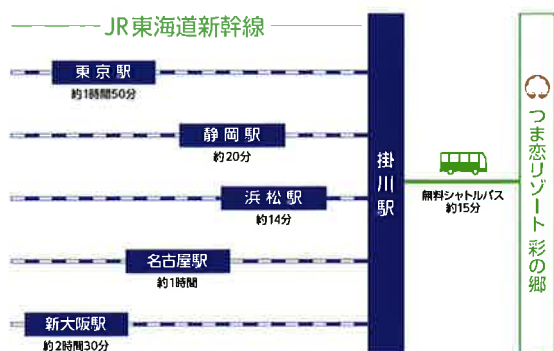 JR東海道新幹線
東京駅
約1時間50分
静岡駅
約20分
浜松駅
約14分
名古屋駅
約1時間
新大阪駅
約2時間30分
掛川駅
無料シャトルバス
約15分
つま恋リゾート 彩の郷